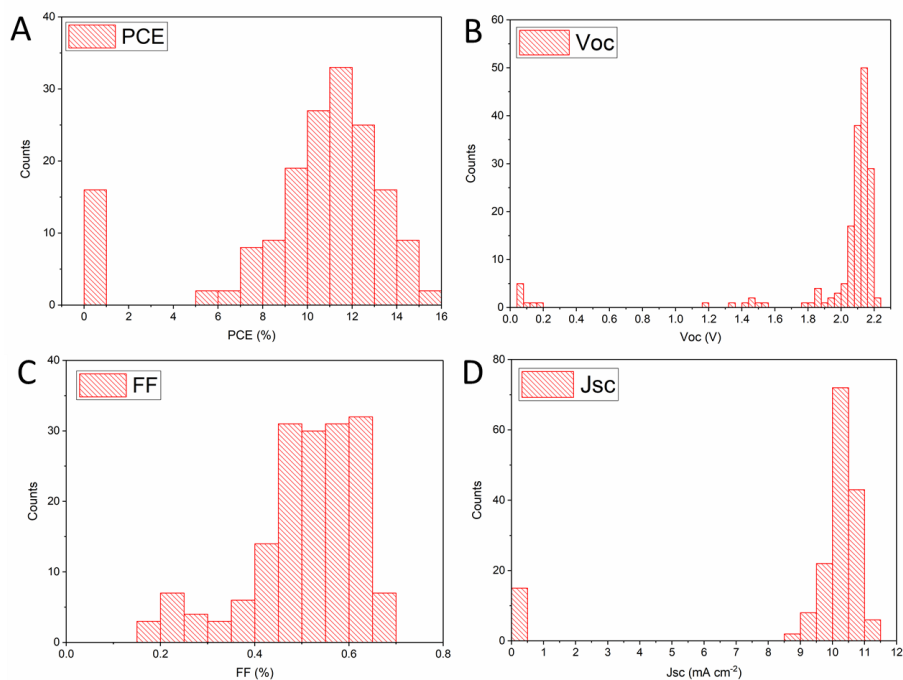 A
PCE
40
30
20
10
0
Counts
0 2 4 6 8 10 12 14 16
PCE (%)
B
Voc
60
50
40
30
20
10
0
Counts
0.0 0.2 0.4 0.6 0.8 1.0 1.2 1.4 1.6 1.8 2.0 2.2
Voc (V)
C
FF
40
30
20
10
0
Counts
0.0 0.2 0.4 0.6 0.8
FF (%)
D
Jsc
80
60
40
20
0
Counts
0 1 2 3 4 5 6 7 8 9 10 11 12
Jsc (mA cm⁻²)